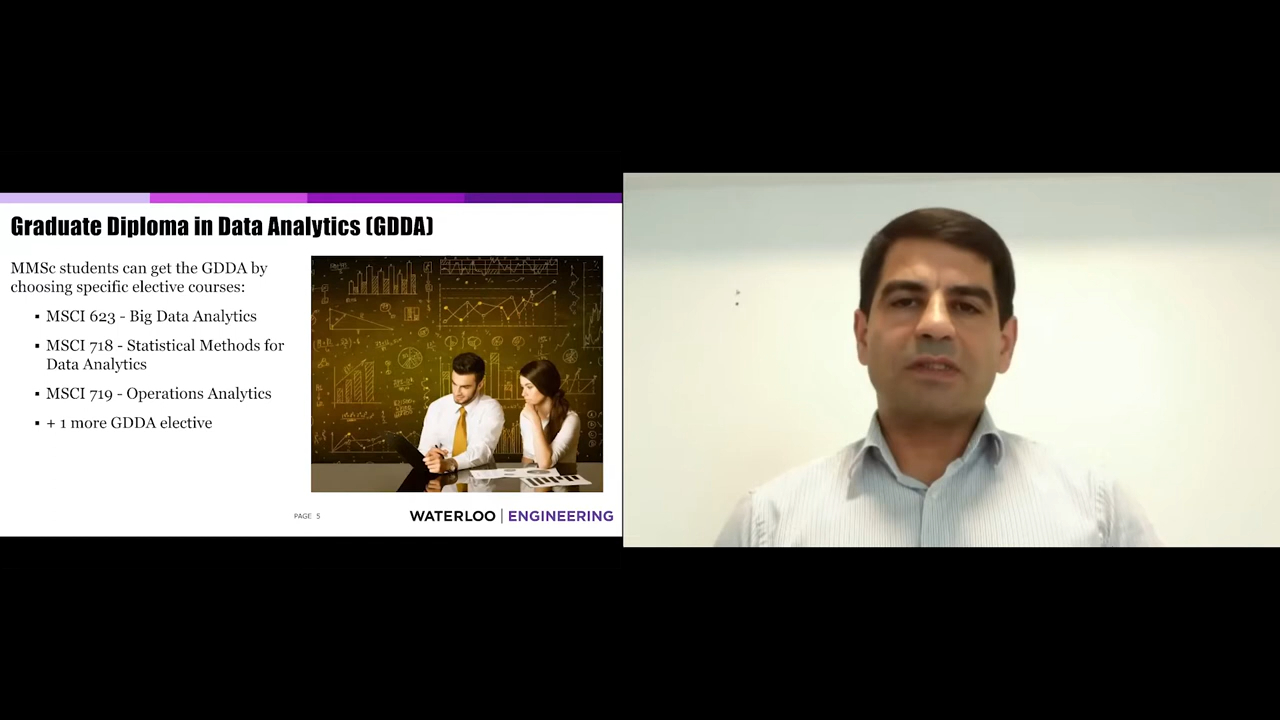 Graduate Diploma in Data Analytics (GDDA)
MMSc students can get the GDDA by
choosing specific elective courses:
▪ MSCI 623 - Big Data Analytics
▪ MSCI 718 - Statistical Methods for
Data Analytics
▪ MSCI 719 - Operations Analytics
▪ + 1 more GDDA elective
PAGE 5
WATERLOO | ENGINEERING